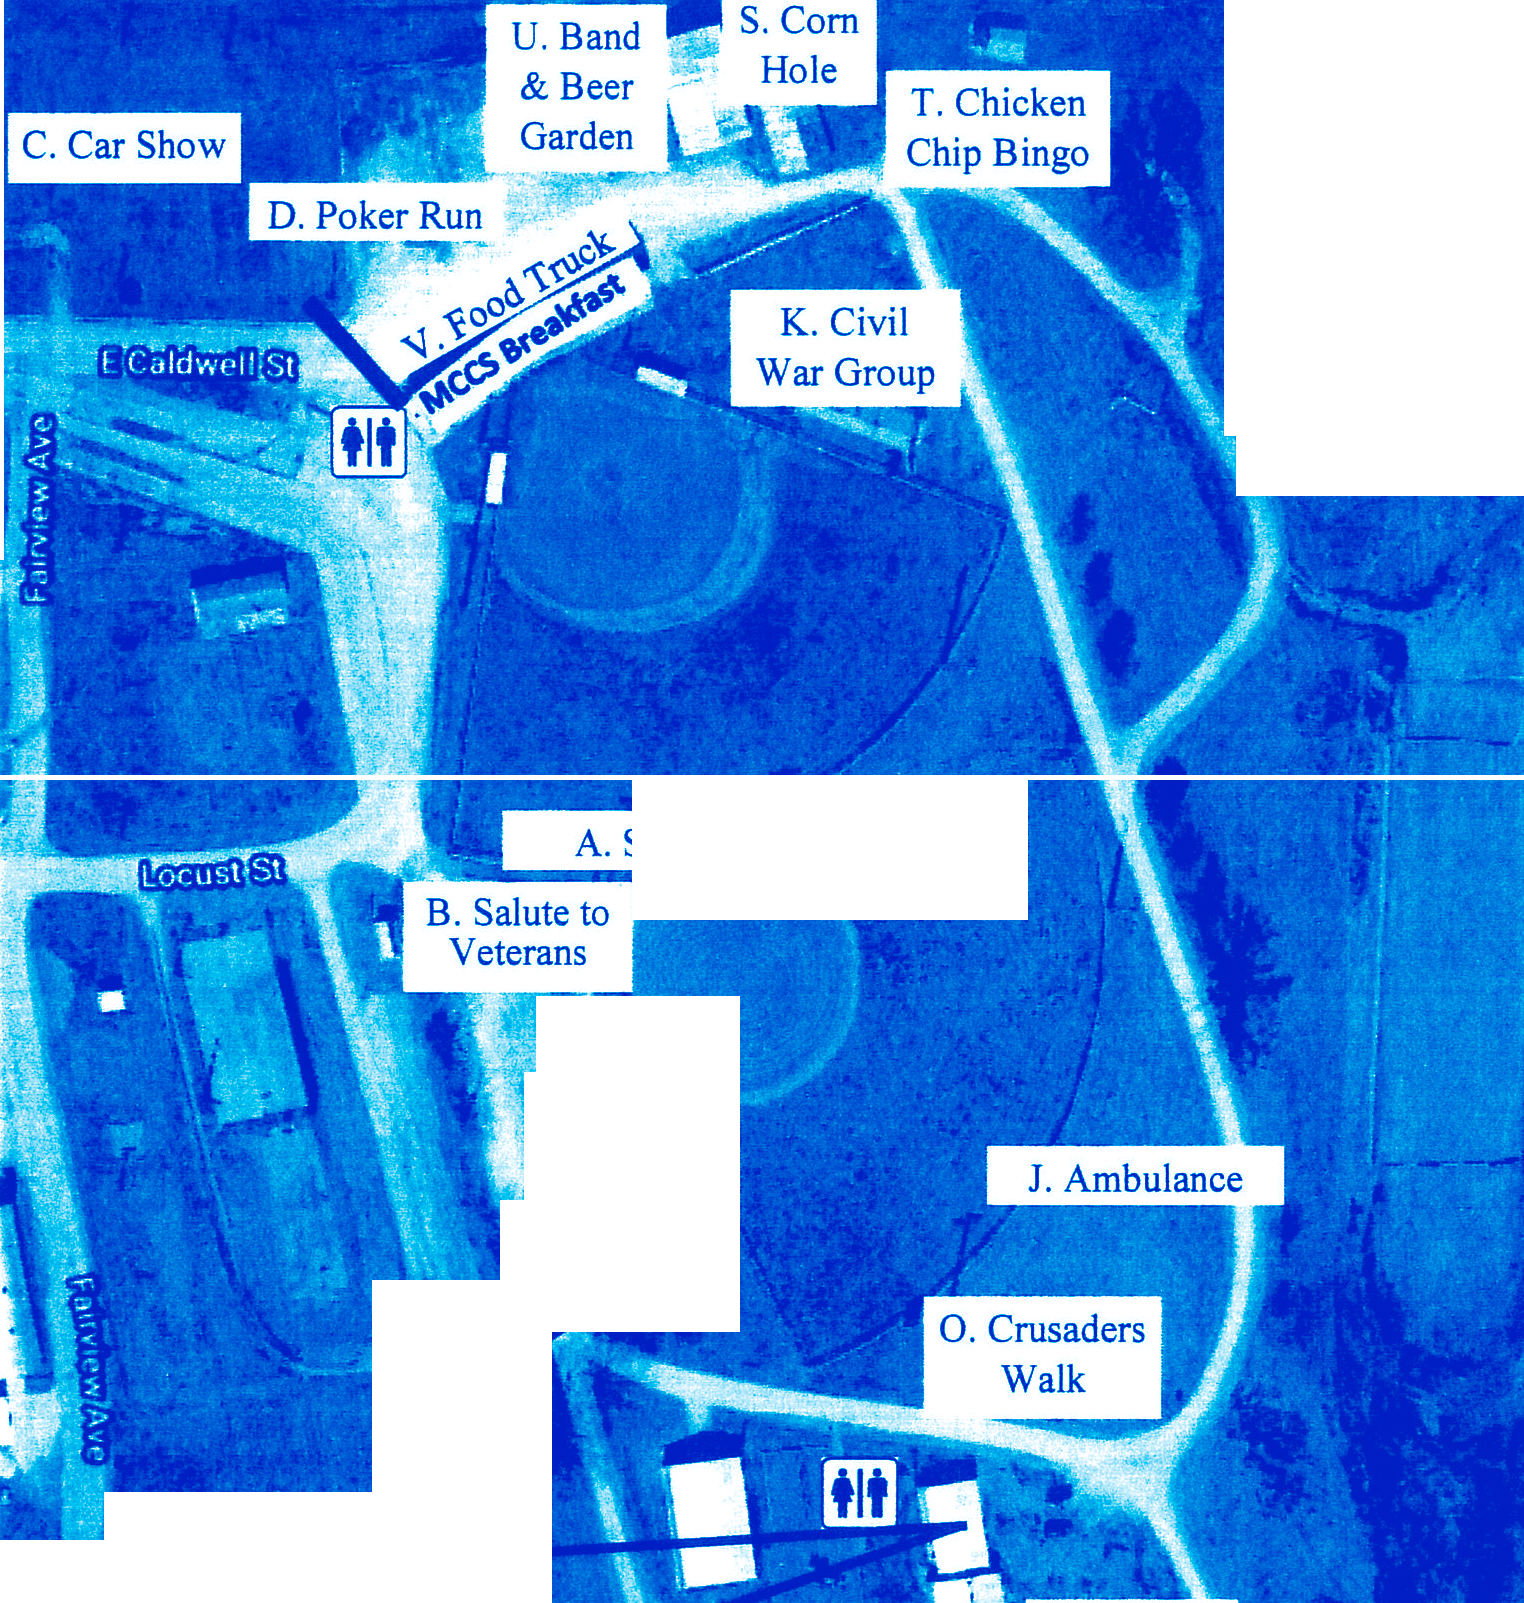 U. Band
& Beer
Garden
S. Corn
Hole
T. Chicken
Chip Bingo
C. Car Show
D. Poker Run
V. Food Truck
MCCS Breakfast
K. Civil
War Group
E Caldwell St
Fairview Ave
Locust St
A.
B. Salute to
Veterans
J. Ambulance
O. Crusaders
Walk
Fairview Ave